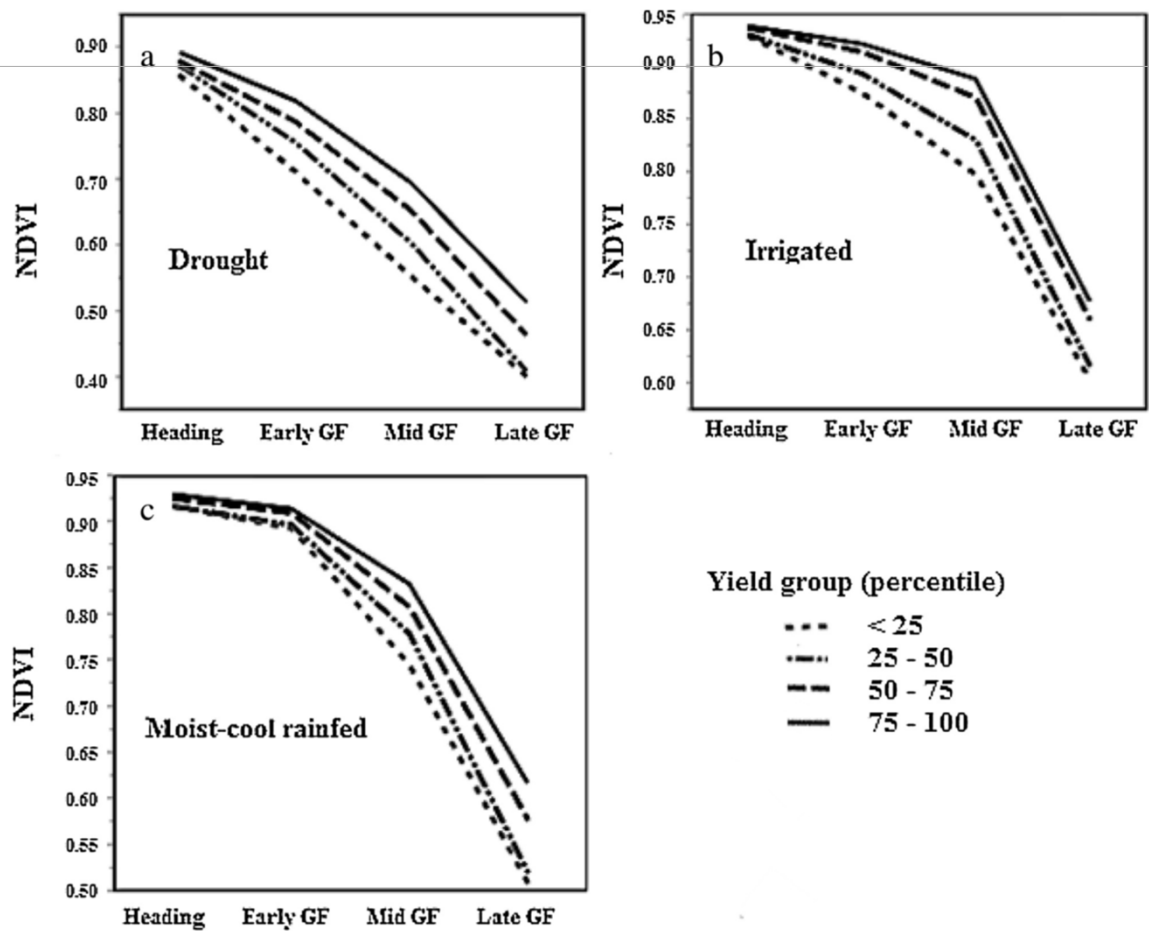 a
0.90
0.80
0.70
0.60
0.50
0.40
NDVI
Drought
Heading Early GF Mid GF Late GF
b
0.95
0.90
0.85
0.80
0.75
0.70
0.65
0.60
NDVI
Irrigated
Heading Early GF Mid GF Late GF
c
0.95
0.90
0.85
0.80
0.75
0.70
0.65
0.60
0.55
0.50
NDVI
Moist-cool rainfed
Heading Early GF Mid GF Late GF
Yield group (percentile)
< 25
25 - 50
50 - 75
75 - 100